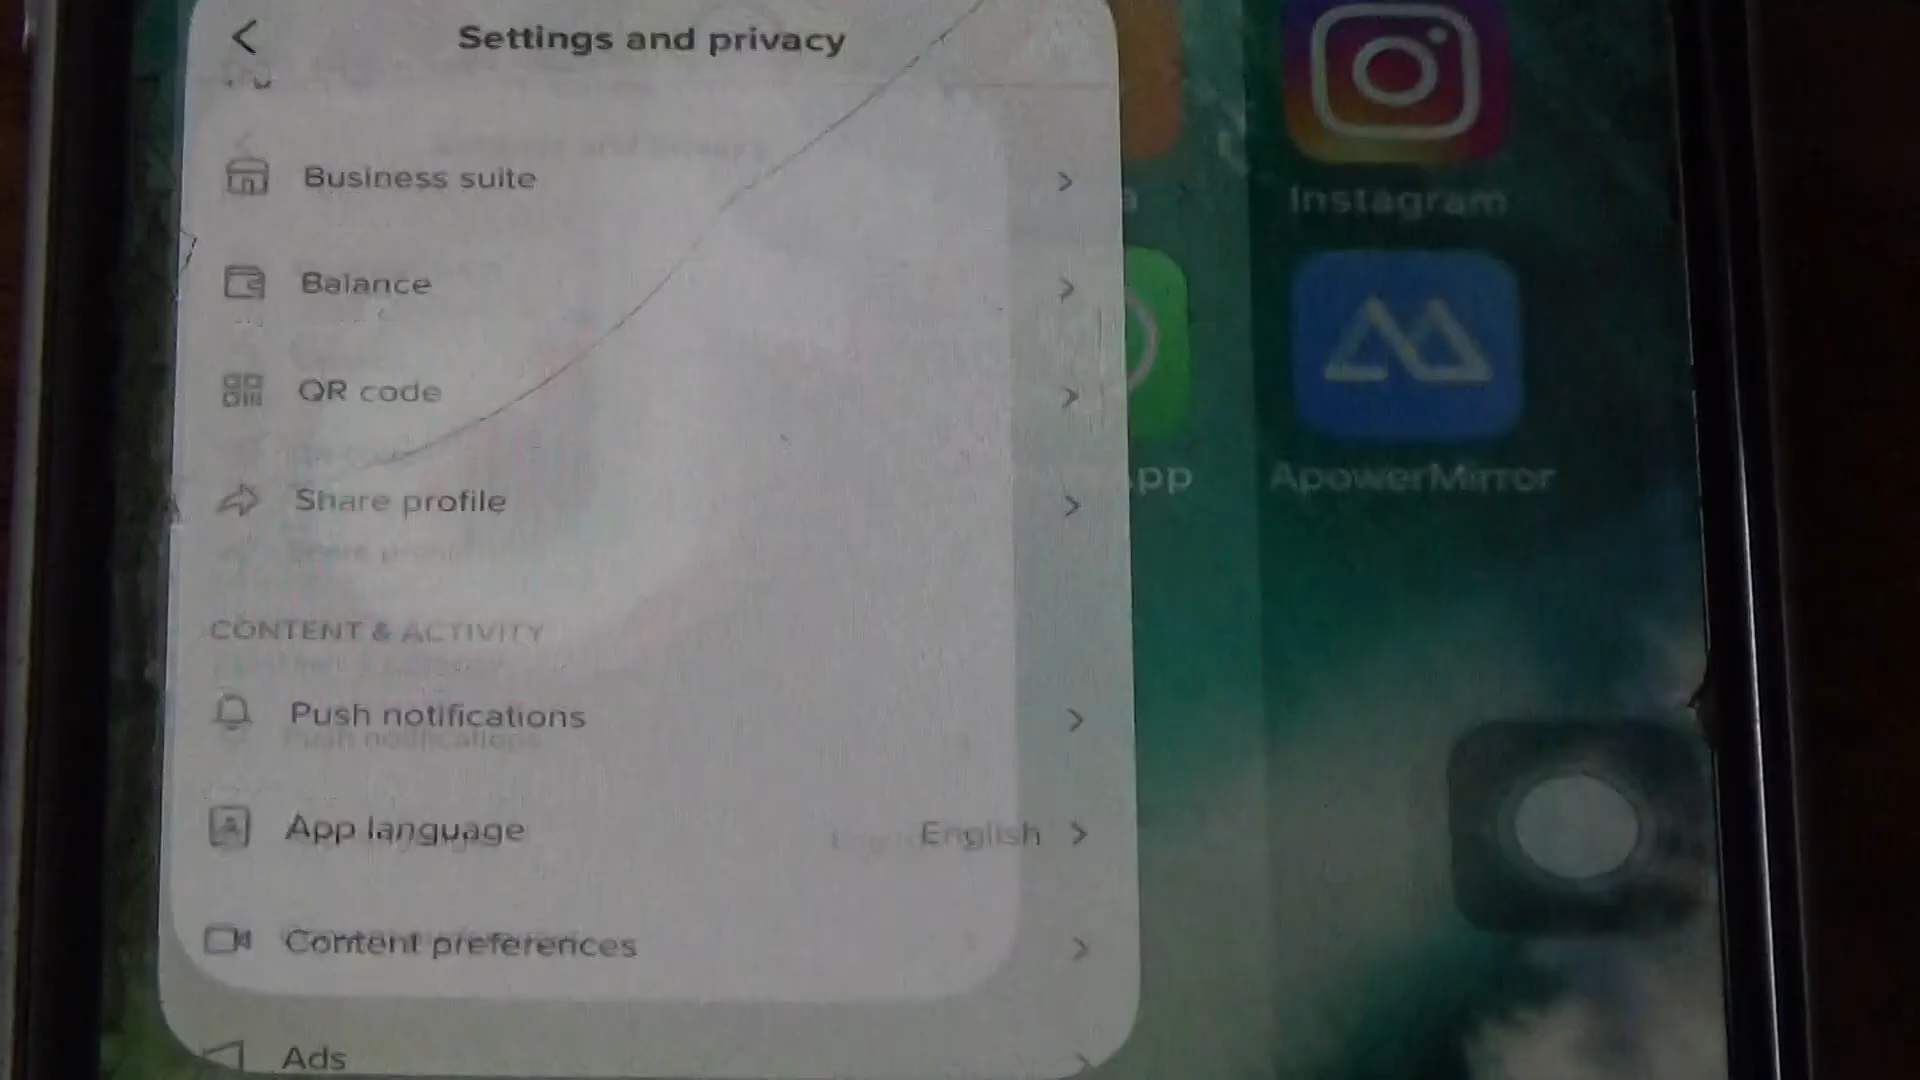 Settings and privacy
Business suite
Balance
QR code
Share profile
CONTENT & ACTIVITY
Push notifications
App language English
Content preferences
Ads
Instagram
App
ApowerMirror